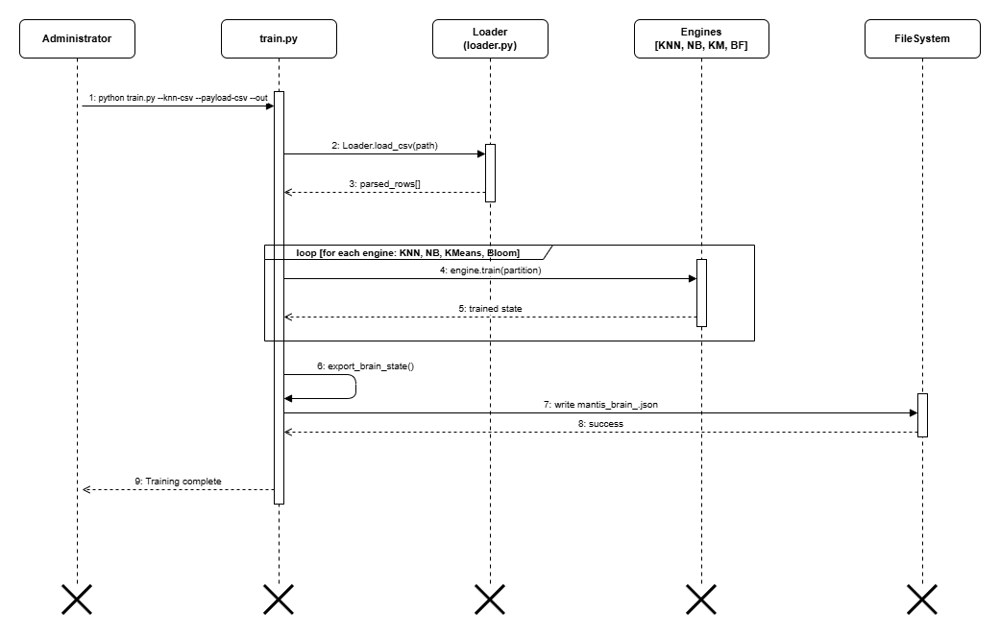 Administrator
train.py
Loader
(loader.py)
Engines
[KNN, NB, KM, BF]
FileSystem
1: python train.py --knn-csv --payload-csv --out
2: Loader.load_csv(path)
3: parsed_rows[]
loop [for each engine: KNN, NB, KMeans, Bloom]
4: engine.train(partition)
5: trained state
6: export_brain_state()
7: write mantis_brain_.json
8: success
9: Training complete